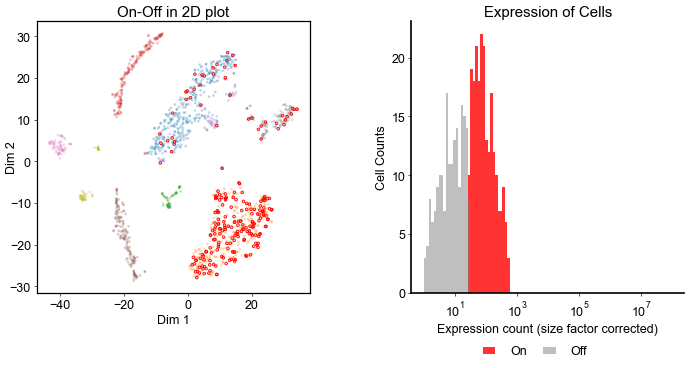 On-Off in 2D plot
Dim 2
30
20
10
0
−10
−20
−30
−40
−20
0
20
Dim 1
Expression of Cells
Cell Counts
20
15
10
5
0
10^1
10^3
10^5
10^7
Expression count (size factor corrected)
On
Off